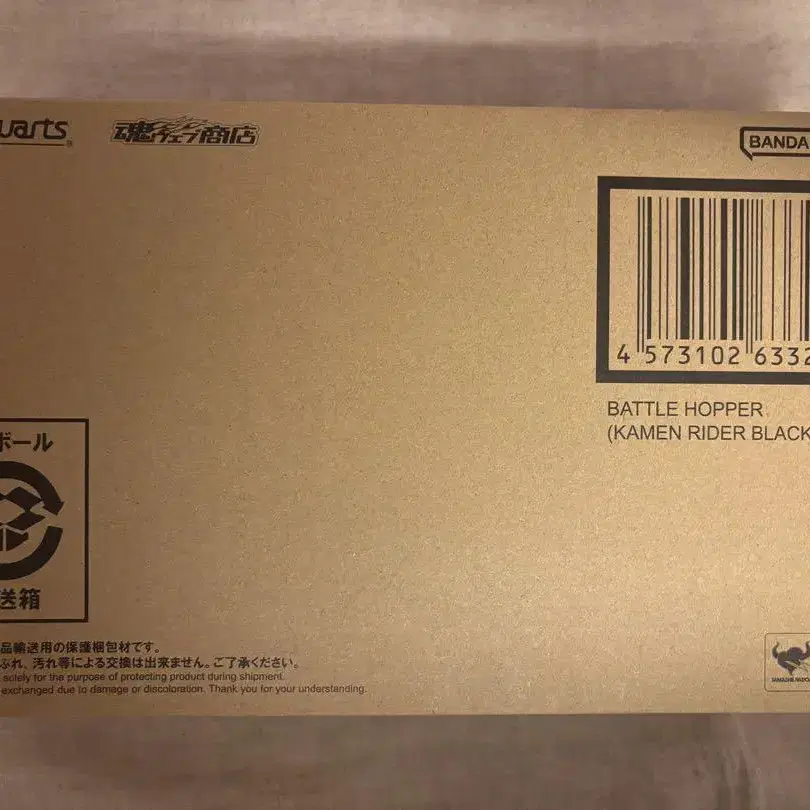 uarts
魂ウェブ商店
BANDA
4 573102 6332
BATTLE HOPPER
(KAMEN RIDER BLACK
ボール
送箱
品輸送用の保護梱包材です。
ぶれ、汚れ等による交換は出来ません。ご了承ください。
solely for the purpose of protecting product during shipment.
exchanged due to damage or discoloration. Thank you for your understanding.